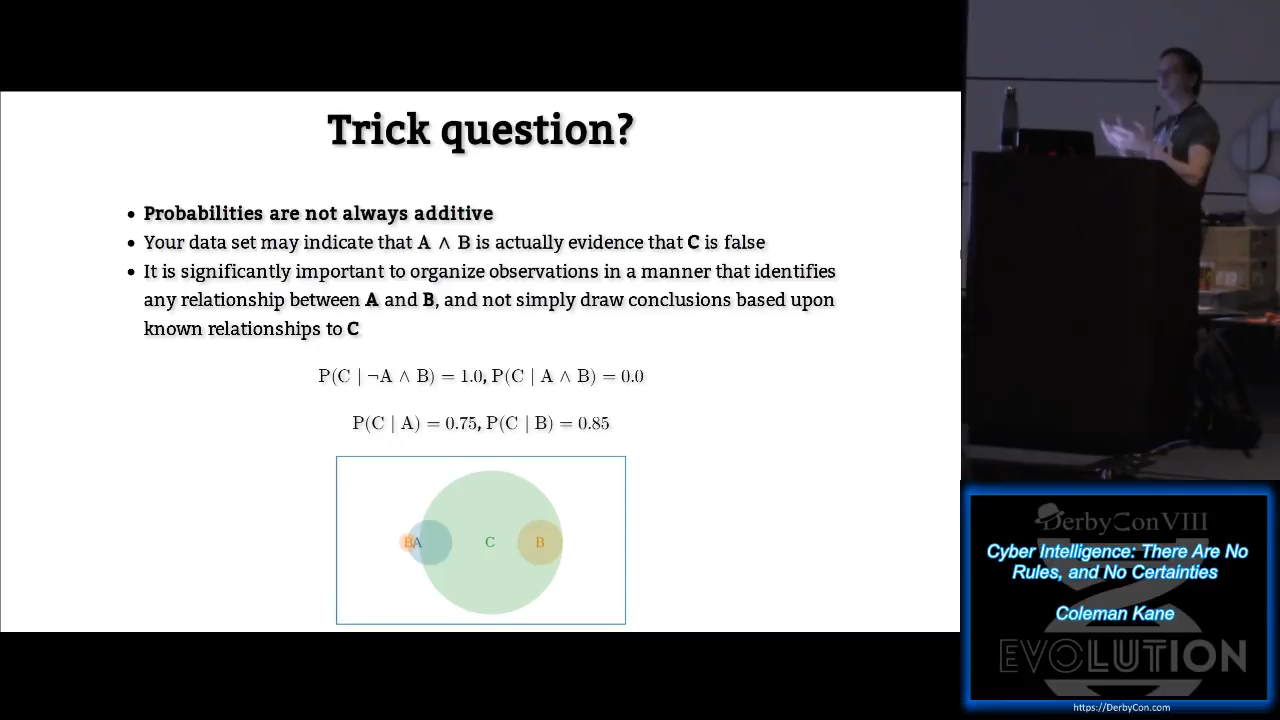 Trick question?
• Probabilities are not always additive
• Your data set may indicate that A ∧ B is actually evidence that C is false
• It is significantly important to organize observations in a manner that identifies
any relationship between A and B, and not simply draw conclusions based upon
known relationships to C
P(C | ¬A ∧ B) = 1.0, P(C | A ∧ B) = 0.0
P(C | A) = 0.75, P(C | B) = 0.85
B A C B
DerbyCon VIII
Cyber Intelligence: There Are No
Rules, and No Certainties
Coleman Kane
EVOLUTION
https://DerbyCon.com